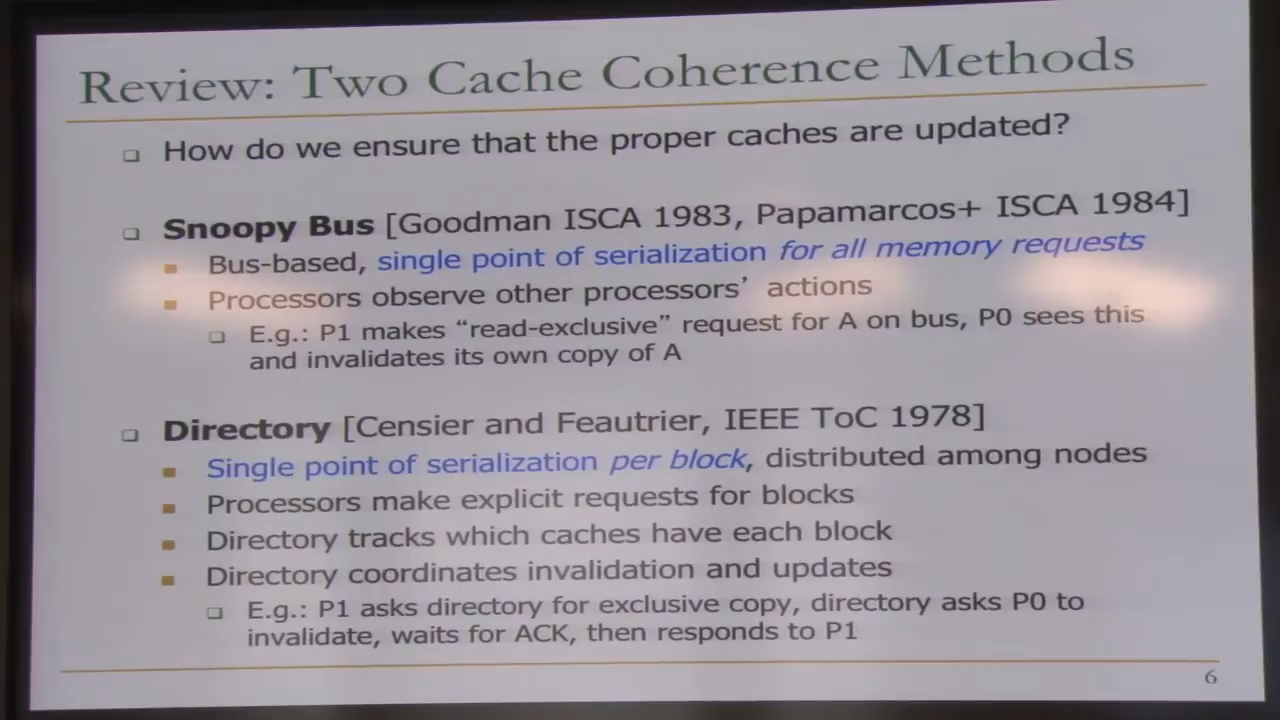 Review: Two Cache Coherence Methods
How do we ensure that the proper caches are updated?
Snoopy Bus [Goodman ISCA 1983, Papamarcos+ ISCA 1984]
Bus-based, single point of serialization for all memory requests
Processors observe other processors’ actions
E.g.: P1 makes “read-exclusive” request for A on bus, P0 sees this
and invalidates its own copy of A
Directory [Censier and Feautrier, IEEE ToC 1978]
Single point of serialization per block, distributed among nodes
Processors make explicit requests for blocks
Directory tracks which caches have each block
Directory coordinates invalidation and updates
E.g.: P1 asks directory for exclusive copy, directory asks P0 to
invalidate, waits for ACK, then responds to P1
6